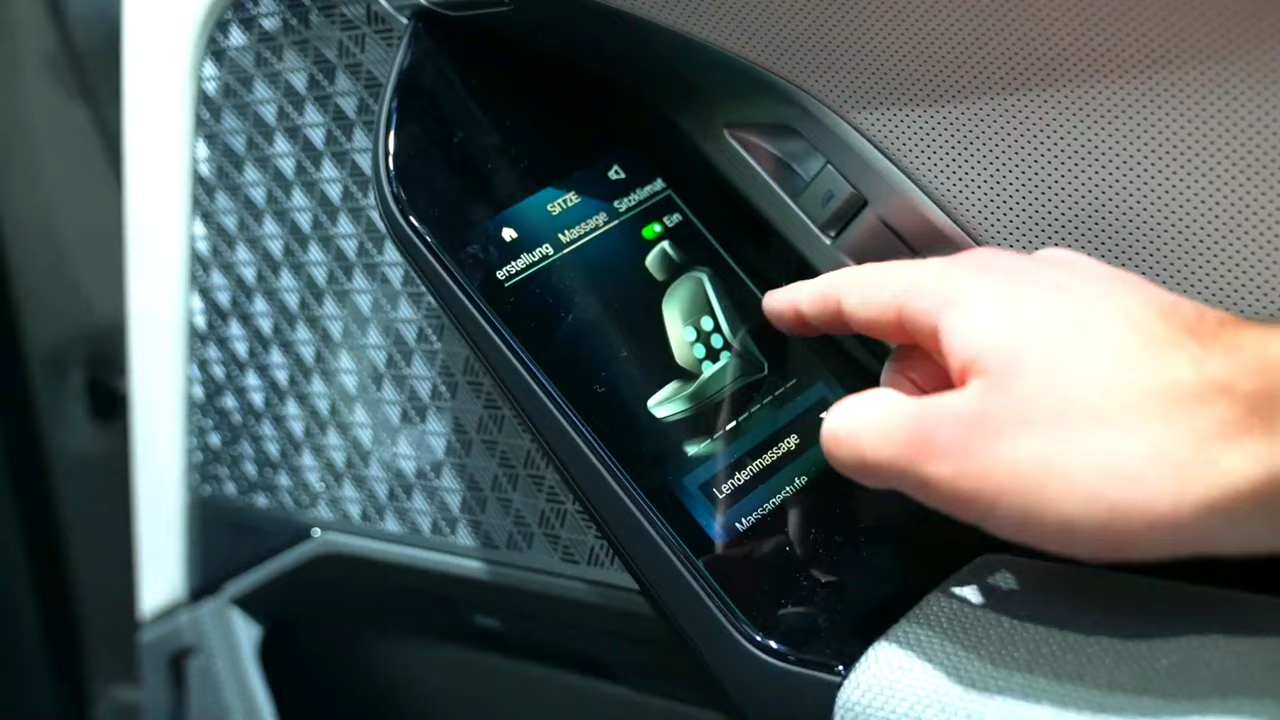 SITZE
erstellung Massage Sitzklimat
Ein
Lendenmassage
Massagestufe